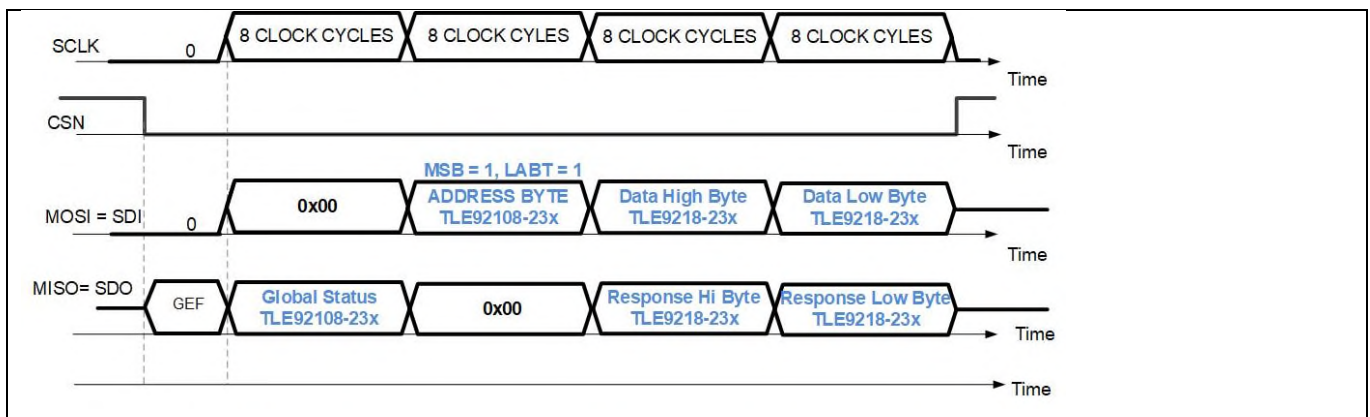 SCLK
0
8 CLOCK CYCLES
8 CLOCK CYLES
8 CLOCK CYCLES
8 CLOCK CYLES
Time
CSN
Time
MSB = 1, LABT = 1
MOSI = SDI
0
0x00
ADDRESS BYTE
TLE92108-23x
Data High Byte
TLE9218-23x
Data Low Byte
TLE9218-23x
Time
MISO= SDO
GEF
Global Status
TLE92108-23x
0x00
Response Hi Byte
TLE9218-23x
Response Low Byte
TLE9218-23x
Time
Time